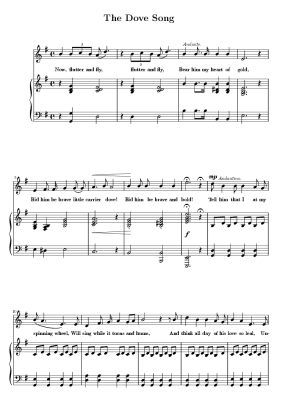 The Dove Song
Andante
Now, flutter and fly, flutter and fly, Bear him my heart of gold,
Bid him be brave little carrier dove! Bid him be brave and bold! Tell him that I at my
Andantino
spinning wheel, Will sing while it turns and hums, And think all day of his love so leal, Un-